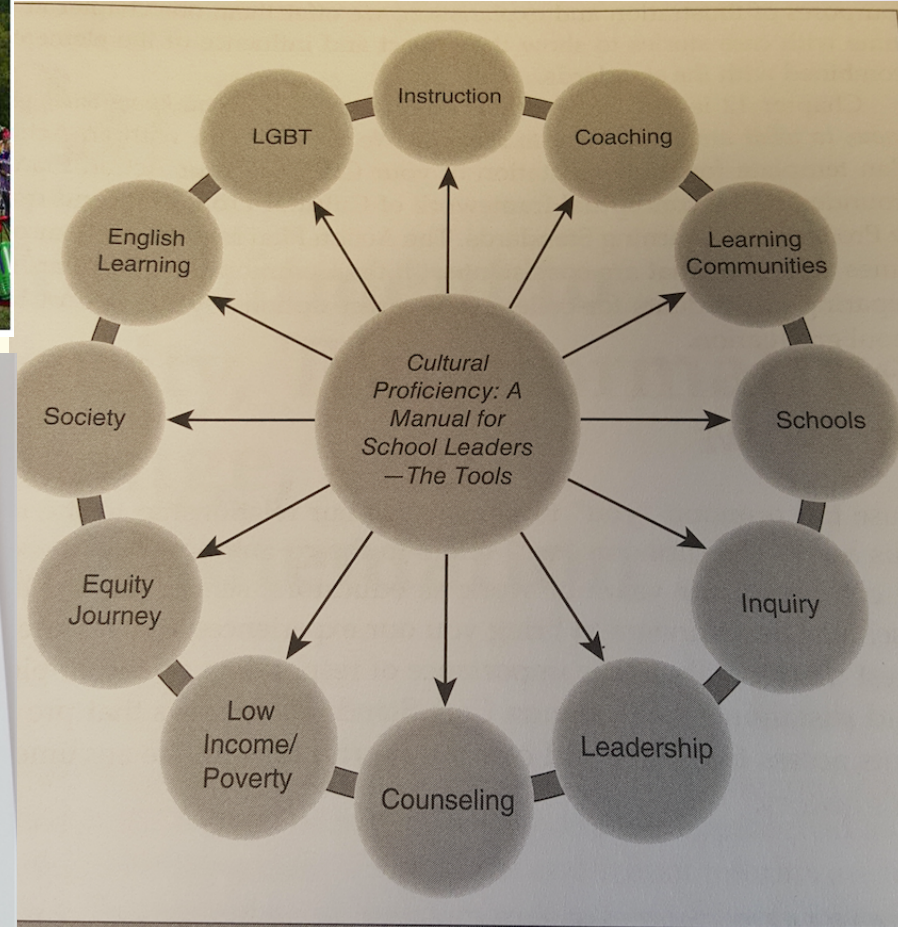 Instruction
Coaching
Learning
Communities
Schools
Inquiry
Leadership
Counseling
Low
Income/
Poverty
Equity
Journey
Society
English
Learning
LGBT
Cultural
Proficiency: A
Manual for
School Leaders
—The Tools